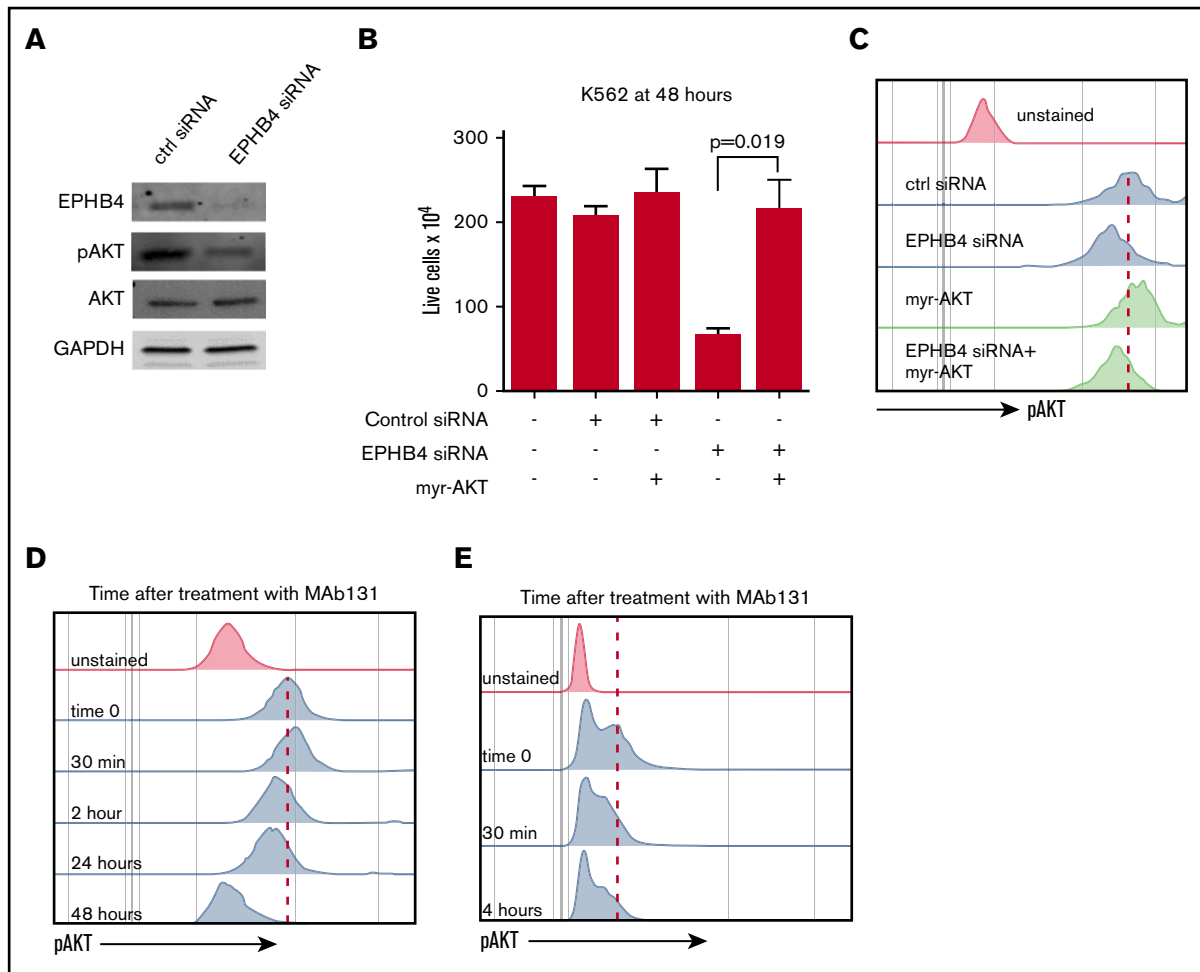 A
ctrl siRNA
EPHB4 siRNA
EPHB4
pAKT
AKT
GAPDH
B
K562 at 48 hours
Live cells x 10⁴
300
200
100
0
p=0.019
Control siRNA - + + - -
EPHB4 siRNA - - - + +
myr-AKT - - + - +
C
unstained
ctrl siRNA
EPHB4 siRNA
myr-AKT
EPHB4 siRNA+
myr-AKT
pAKT
D
Time after treatment with MAb131
unstained
time 0
30 min
2 hour
24 hours
48 hours
pAKT
E
Time after treatment with MAb131
unstained
time 0
30 min
4 hours
pAKT